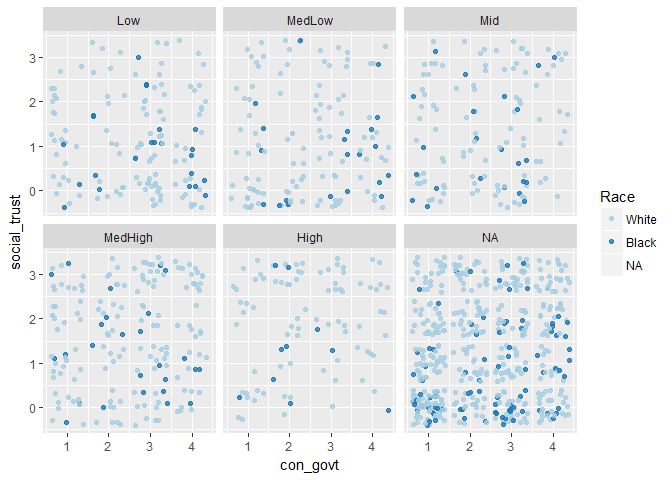 Low MedLow Mid
3
2
1
0
MedHigh High NA
3
2
1
0
1 2 3 4 1 2 3 4 1 2 3 4
con_govt
social_trust
Race
White
Black
NA